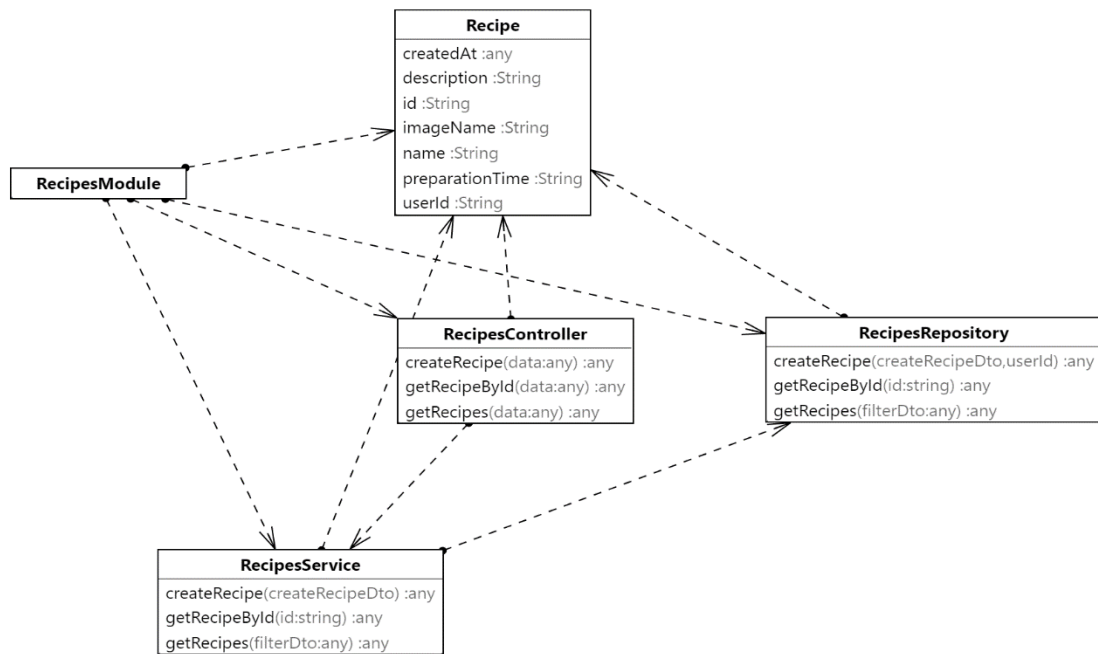 Recipe
createdAt :any
description :String
id :String
imageName :String
name :String
preparationTime :String
userId :String
RecipesModule
RecipesController
createRecipe(data:any) :any
getRecipeById(data:any) :any
getRecipes(data:any) :any
RecipesRepository
createRecipe(createRecipeDto,userId) :any
getRecipeById(id:string) :any
getRecipes(filterDto:any) :any
RecipesService
createRecipe(createRecipeDto) :any
getRecipeById(id:string) :any
getRecipes(filterDto:any) :any